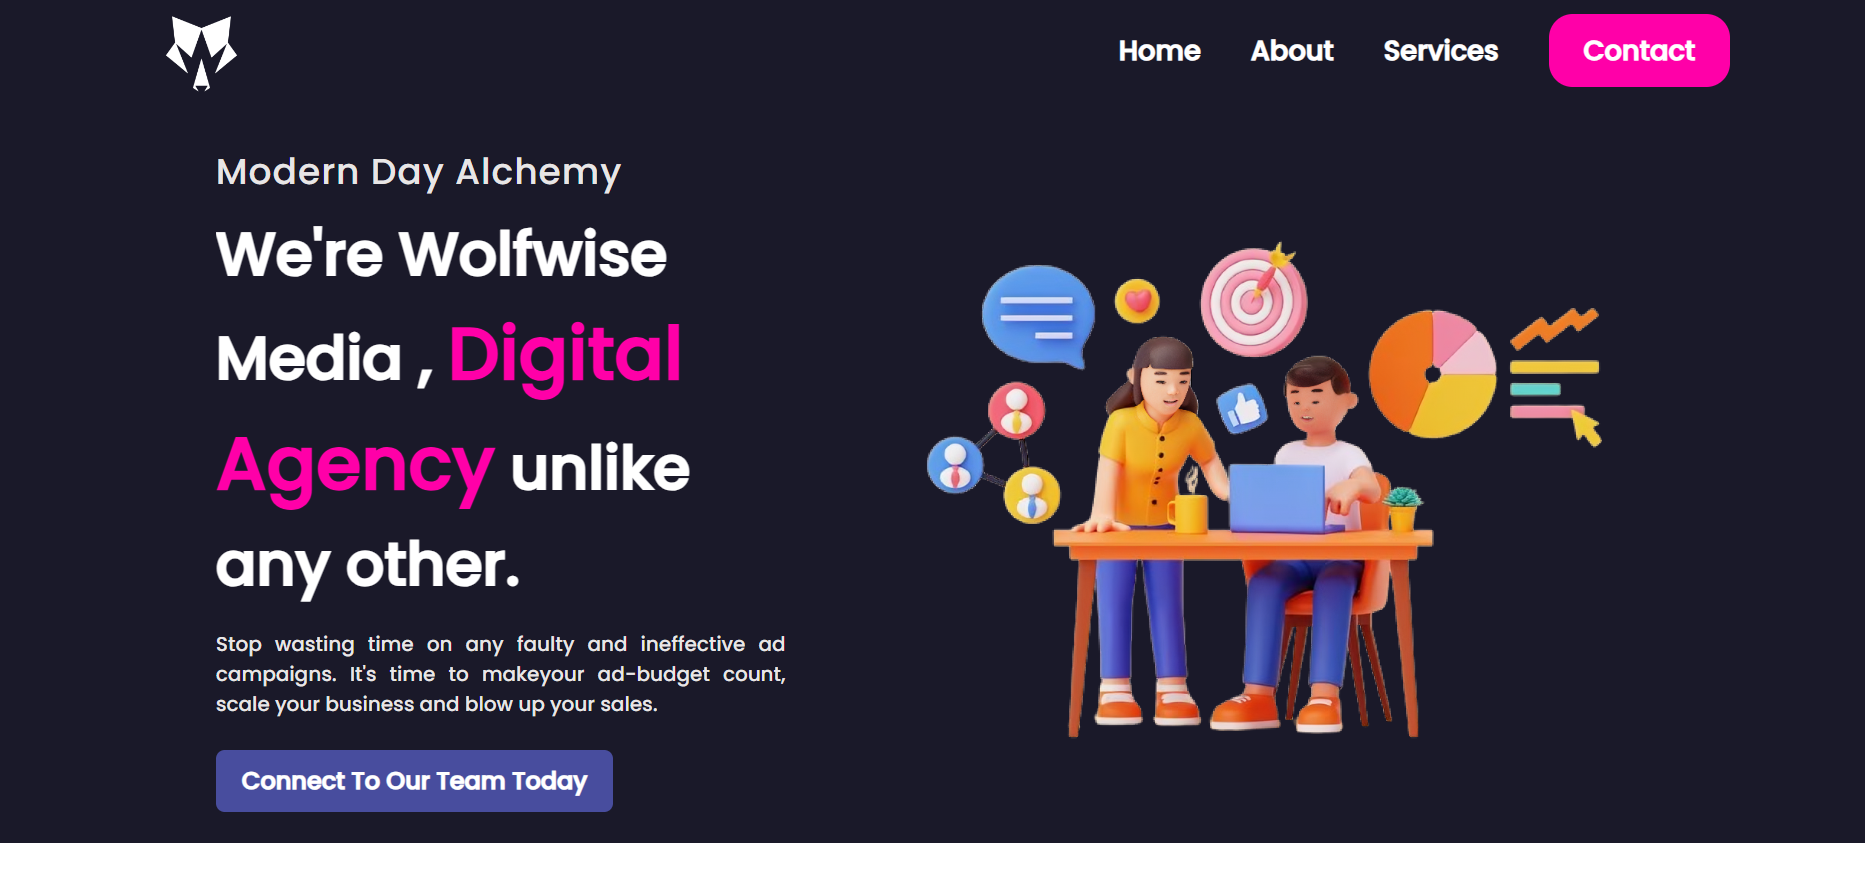 Home About Services Contact
Modern Day Alchemy
We're Wolfwise
Media , Digital
Agency unlike
any other.
Stop wasting time on any faulty and ineffective ad
campaigns. It's time to makeyour ad-budget count,
scale your business and blow up your sales.
Connect To Our Team Today